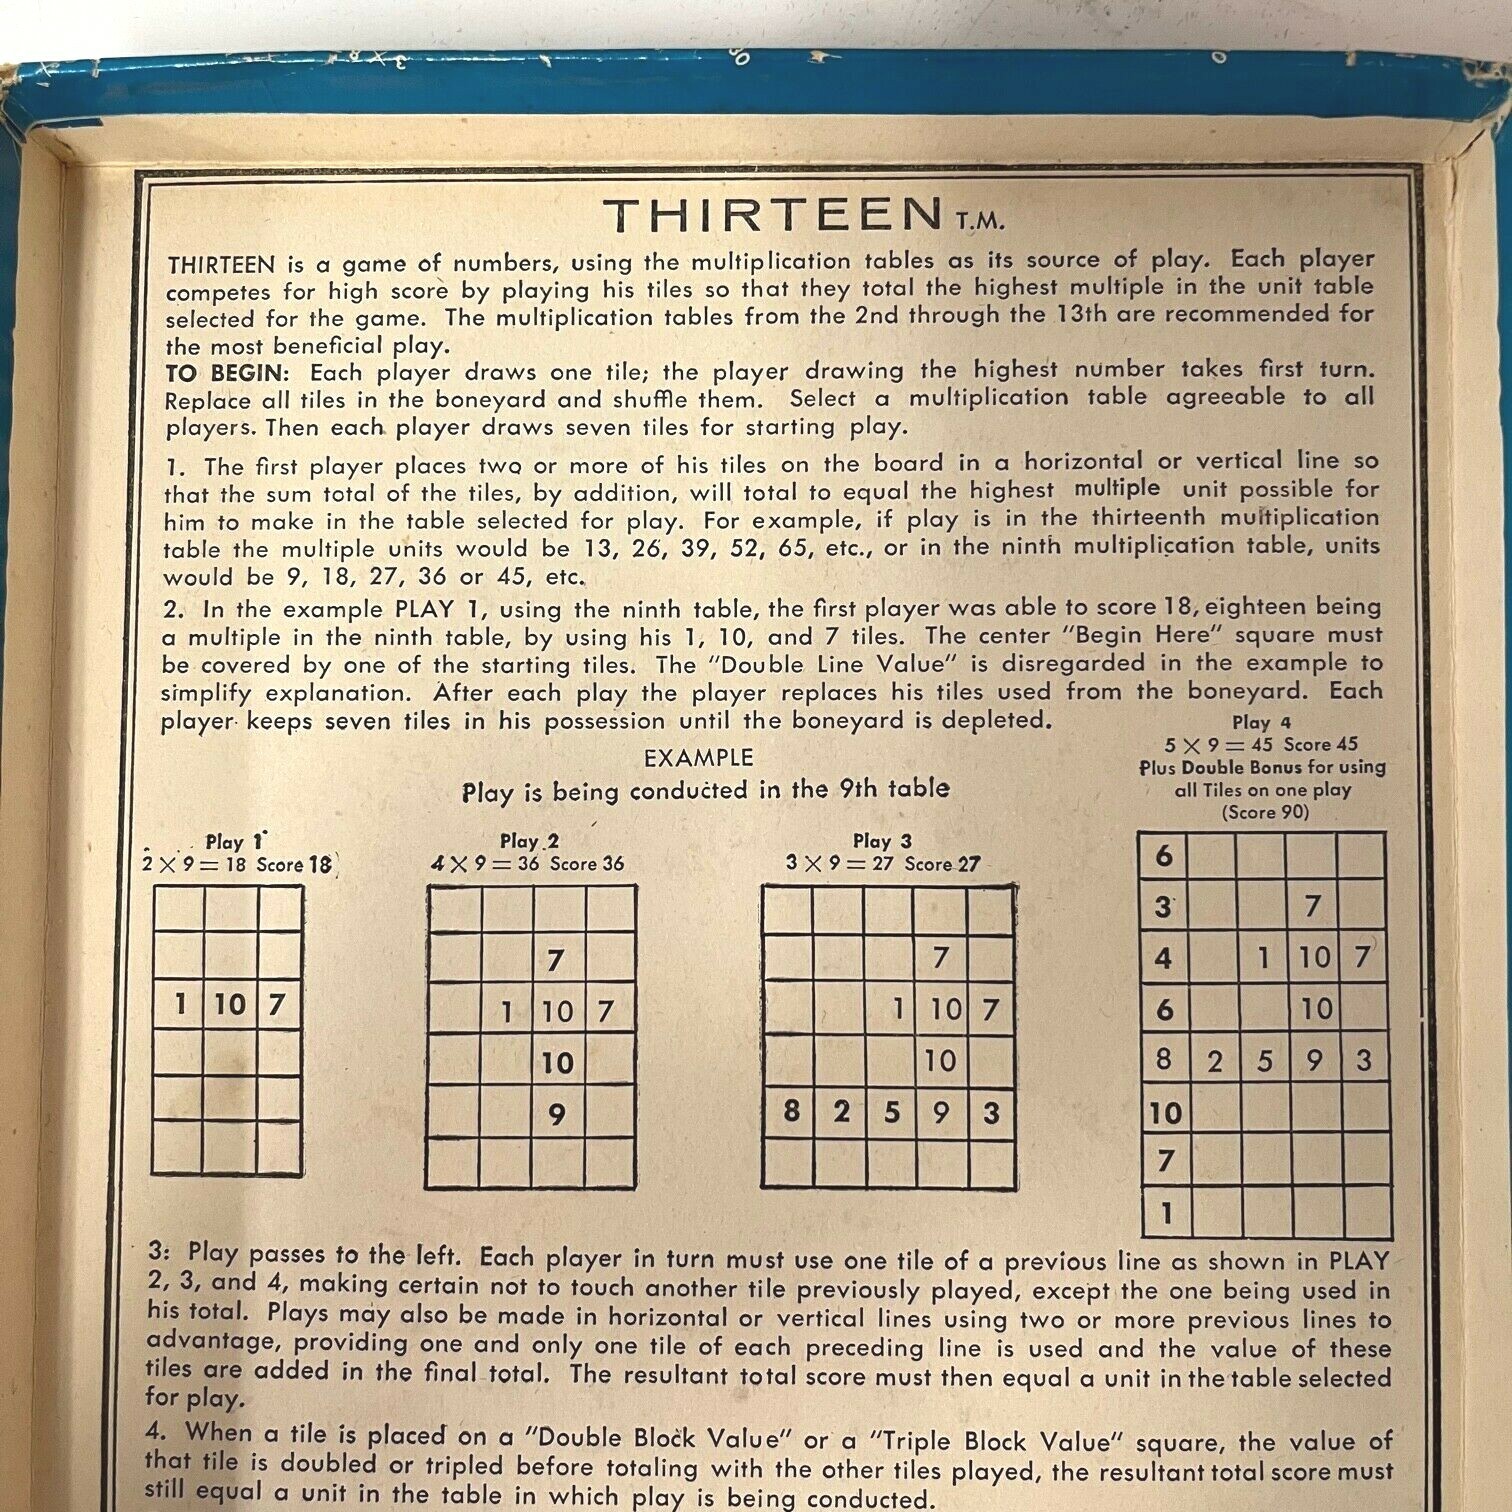 THIRTEEN T.M.
THIRTEEN is a game of numbers, using the multiplication tables as its source of play. Each player
competes for high score by playing his tiles so that they total the highest multiple in the unit table
selected for the game. The multiplication tables from the 2nd through the 13th are recommended for
the most beneficial play.
TO BEGIN: Each player draws one tile; the player drawing the highest number takes first turn.
Replace all tiles in the boneyard and shuffle them. Select a multiplication table agreeable to all
players. Then each player draws seven tiles for starting play.
1. The first player places two or more of his tiles on the board in a horizontal or vertical line so
that the sum total of the tiles, by addition, will total to equal the highest multiple unit possible for
him to make in the table selected for play. For example, if play is in the thirteenth multiplication
table the multiple units would be 13, 26, 39, 52, 65, etc., or in the ninth multiplication table, units
would be 9, 18, 27, 36 or 45, etc.
2. In the example PLAY 1, using the ninth table, the first player was able to score 18, eighteen being
a multiple in the ninth table, by using his 1, 10, and 7 tiles. The center "Begin Here" square must
be covered by one of the starting tiles. The "Double Line Value" is disregarded in the example to
simplify explanation. After each play the player replaces his tiles used from the boneyard. Each
player keeps seven tiles in his possession until the boneyard is depleted.
EXAMPLE
Play is being conducted in the 9th table
Play 1
2 X 9 = 18 Score 18
1 10 7
Play 2
4 X 9 = 36 Score 36
7
1 10 7
10
9
Play 3
3 X 9 = 27 Score 27
7
1 10 7
10
8 2 5 9 3
Play 4
5 X 9 = 45 Score 45
Plus Double Bonus for using
all Tiles on one play
(Score 90)
6
3 7
4 1 10 7
6 10
8 2 5 9 3
10
7
1
3: Play passes to the left. Each player in turn must use one tile of a previous line as shown in PLAY
2, 3, and 4, making certain not to touch another tile previously played, except the one being used in
his total. Plays may also be made in horizontal or vertical lines using two or more previous lines to
advantage, providing one and only one tile of each preceding line is used and the value of these
tiles are added in the final total. The resultant total score must then equal a unit in the table selected
for play.
4. When a tile is placed on a "Double Block Value" or a "Triple Block Value" square, the value of
that tile is doubled or tripled before totaling with the other tiles played, the resultant total score must
still equal a unit in the table in which play is being conducted.